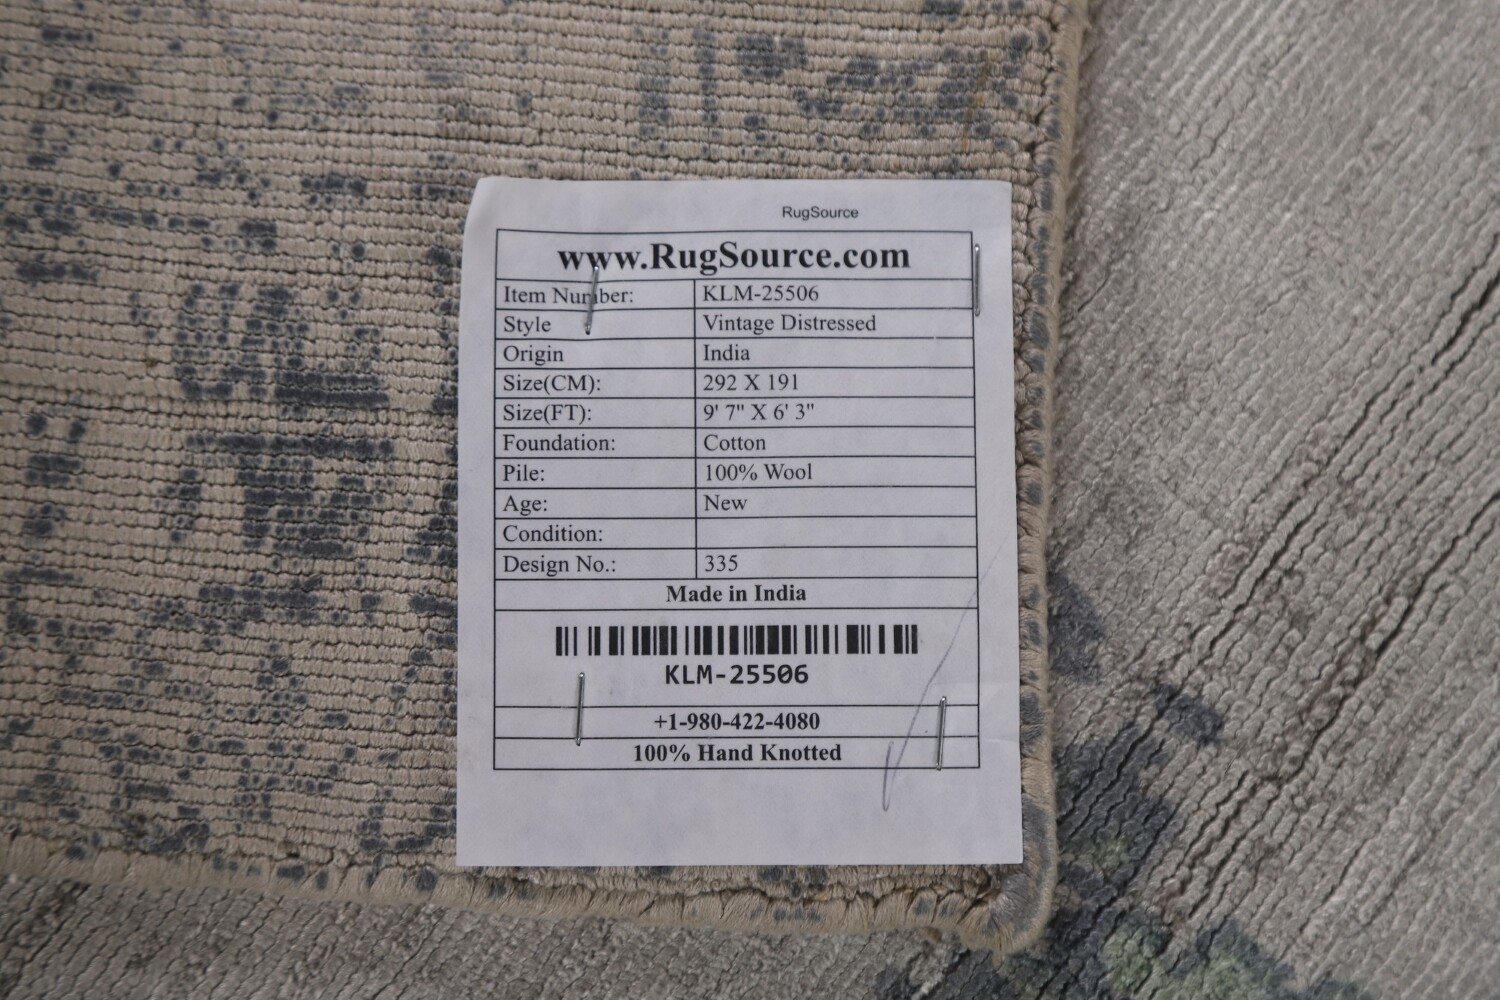 RugSource
www.RugSource.com
Item Number: KLM-25506
Style Vintage Distressed
Origin India
Size(CM): 292 X 191
Size(FT): 9' 7" X 6' 3"
Foundation: Cotton
Pile: 100% Wool
Age: New
Condition:
Design No.: 335
Made in India
KLM-25506
+1-980-422-4080
100% Hand Knotted